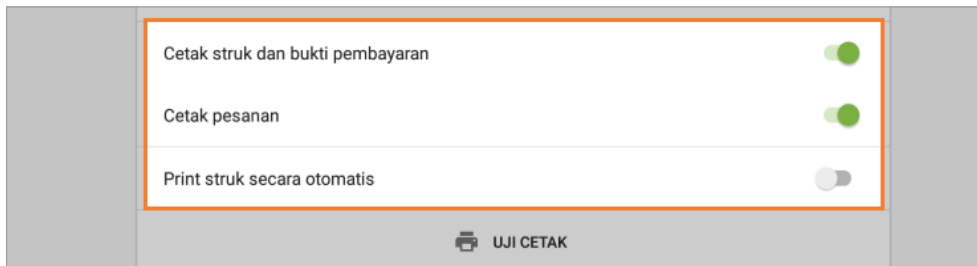 Cetak struk dan bukti pembayaran
Cetak pesanan
Print struk secara otomatis
UJI CETAK